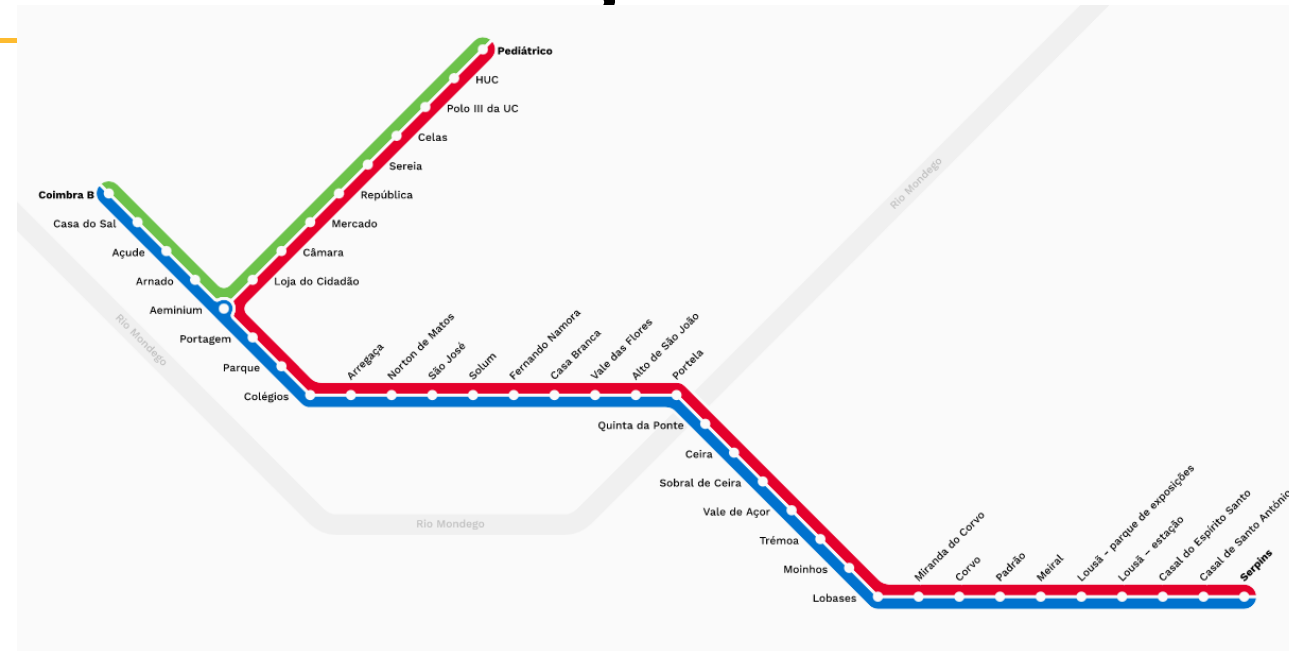 Pediátrico
HUC
Polo III da UC
Celas
Sereia
República
Mercado
Câmara
Loja do Cidadão
Coimbra B
Casa do Sal
Açude
Arnado
Aeminium
Portagem
Parque
Colégios
Arregaça
Norton de Matos
São José
Solum
Fernando Namora
Casa Branca
Vale das Flores
Alto de São João
Portela
Quinta da Ponte
Ceira
Sobral de Ceira
Vale de Açor
Trémoa
Moinhos
Lobases
Miranda do Corvo
Corvo
Padrão
Meiral
Lousã - parque de exposições
Lousã - estação
Casal do Espírito Santo
Casal de Santo António
Serpins
Rio Mondego
Rio Mondego
Rio Mondego